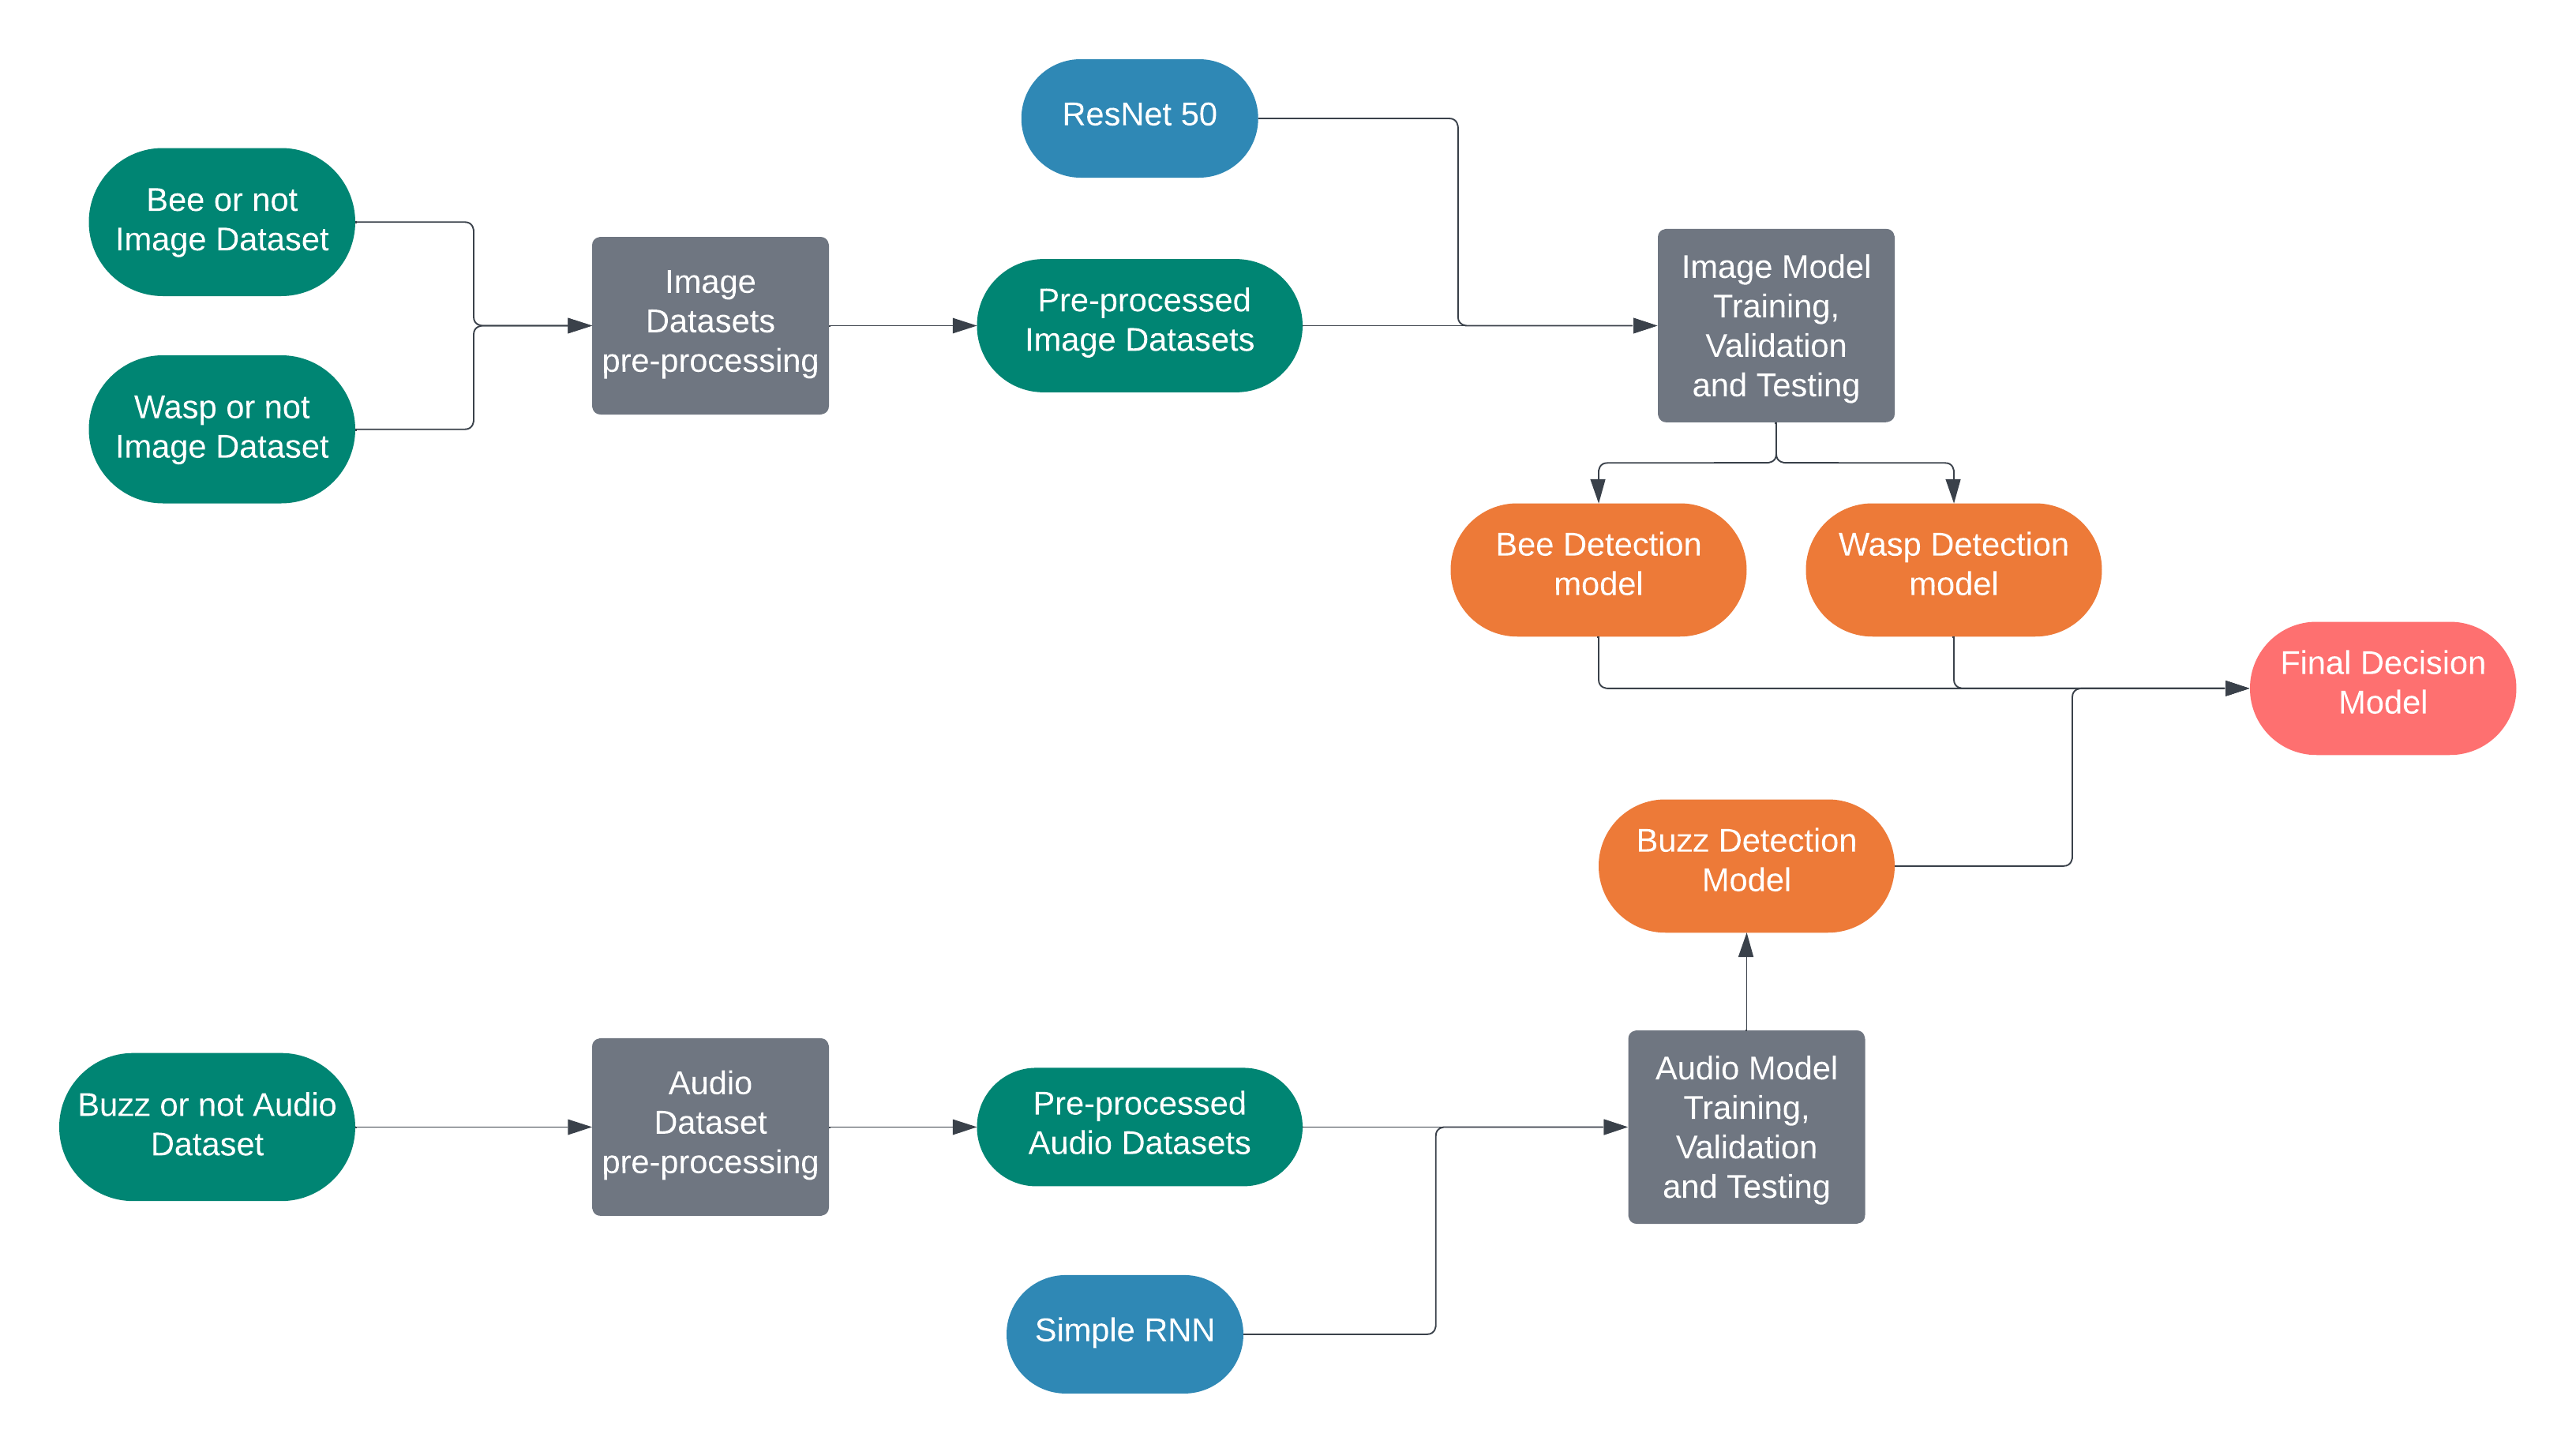 ResNet 50
Bee or not
Image Dataset
Wasp or not
Image Dataset
Image
Datasets
pre-processing
Pre-processed
Image Datasets
Image Model
Training,
Validation
and Testing
Bee Detection
model
Wasp Detection
model
Final Decision
Model
Buzz Detection
Model
Buzz or not Audio
Dataset
Audio
Dataset
pre-processing
Pre-processed
Audio Datasets
Audio Model
Training,
Validation
and Testing
Simple RNN